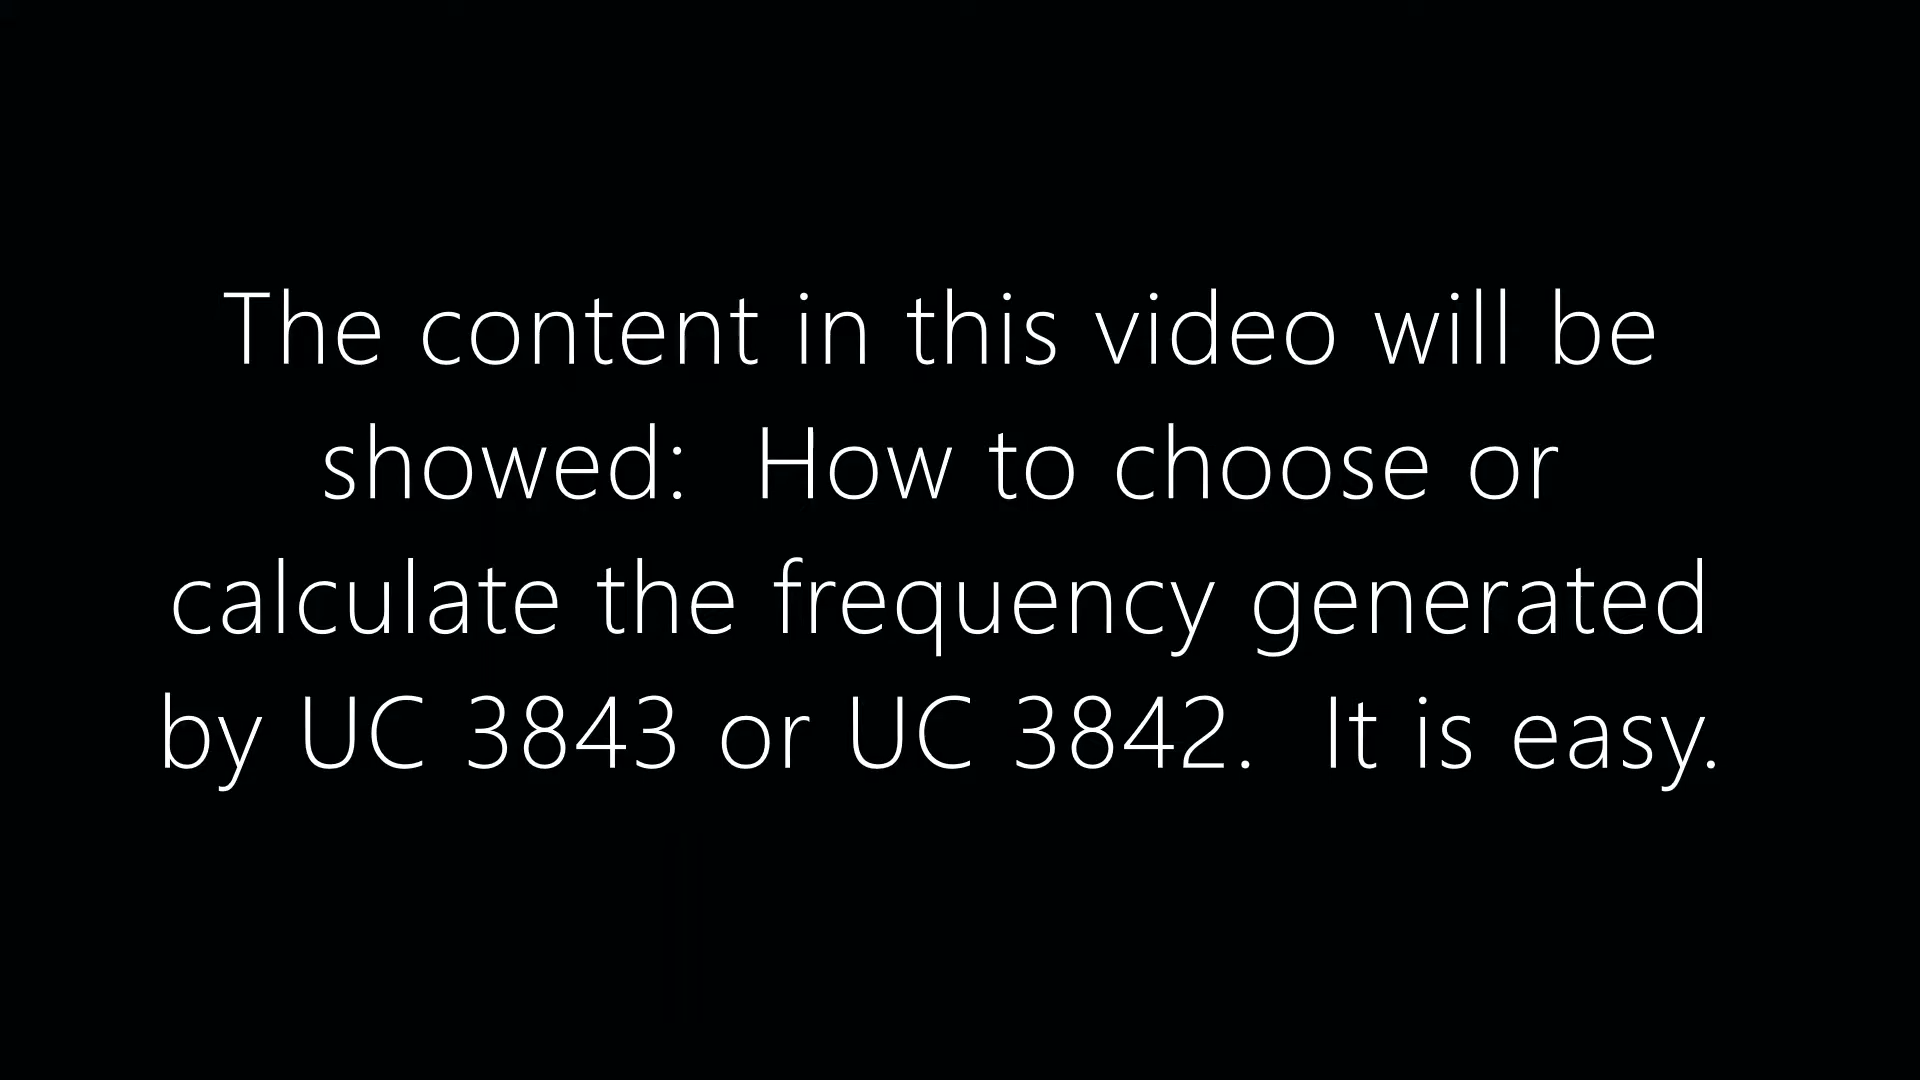 The content in this video will be
showed:  How to choose or
calculate the frequency generated
by UC 3843 or UC 3842.  It is easy.